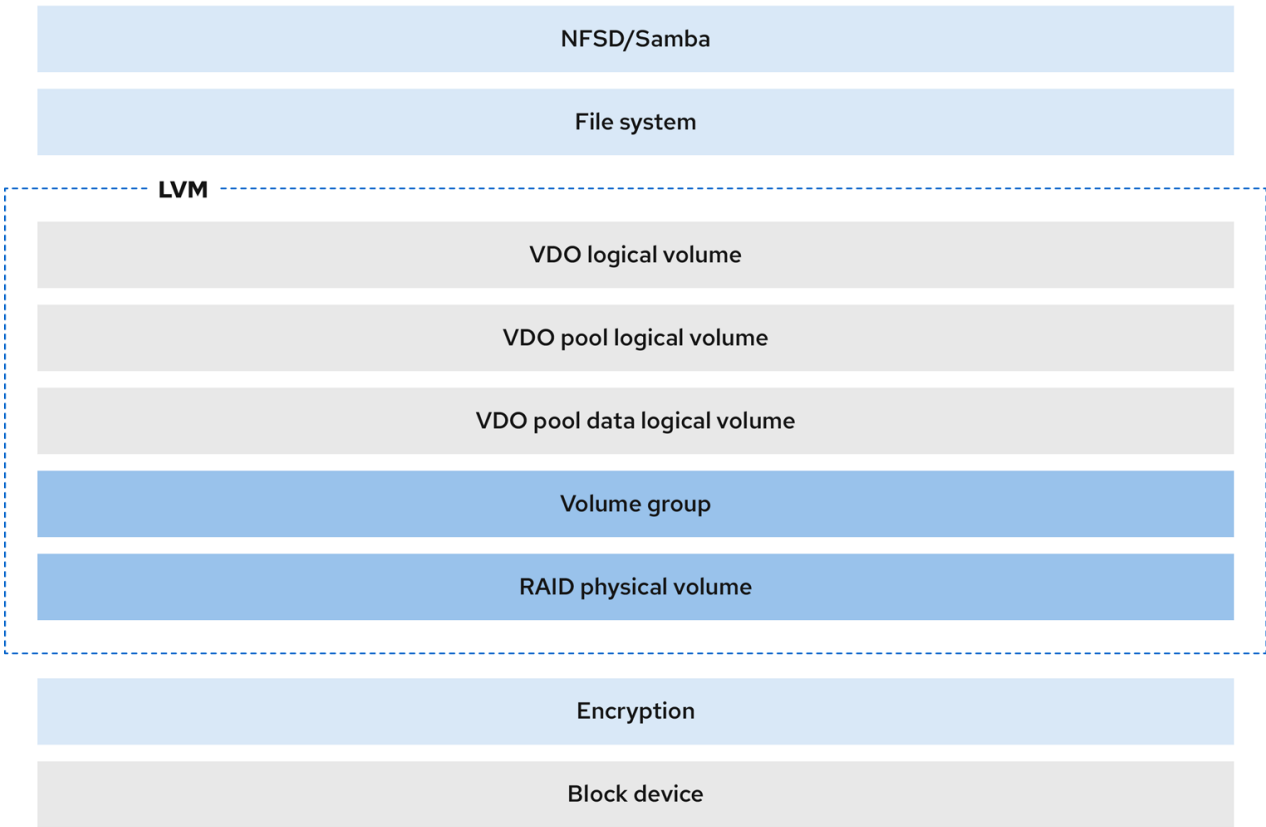 NFSD/Samba
File system
LVM
VDO logical volume
VDO pool logical volume
VDO pool data logical volume
Volume group
RAID physical volume
Encryption
Block device